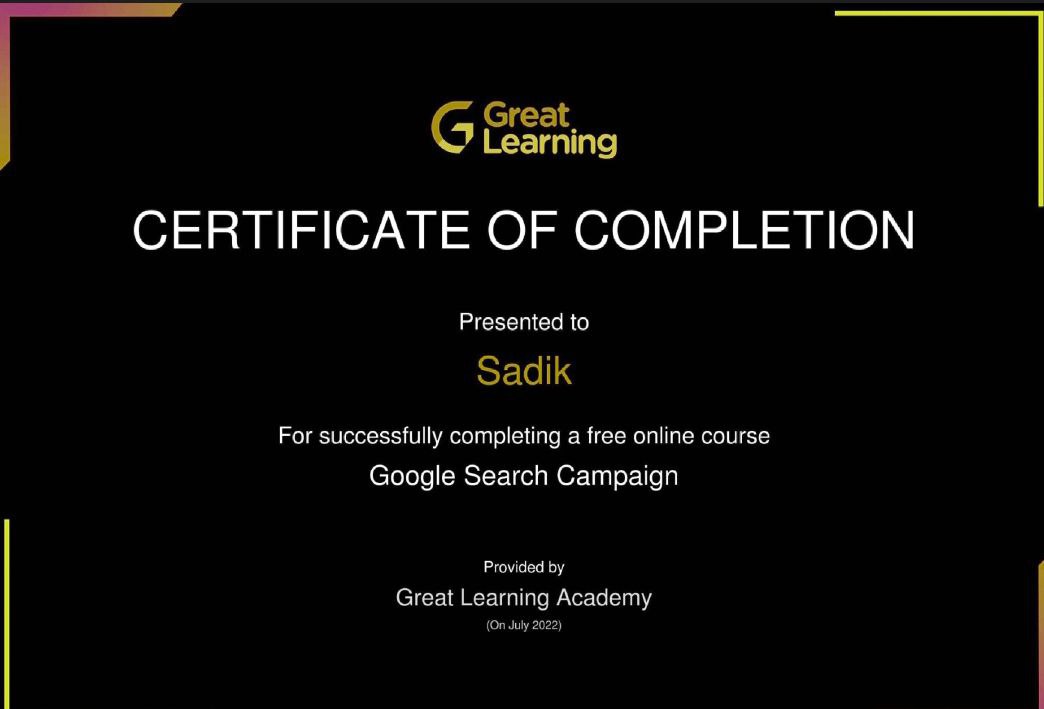 Great
Learning
CERTIFICATE OF COMPLETION
Presented to
Sadik
For successfully completing a free online course
Google Search Campaign
Provided by
Great Learning Academy
(On July 2022)